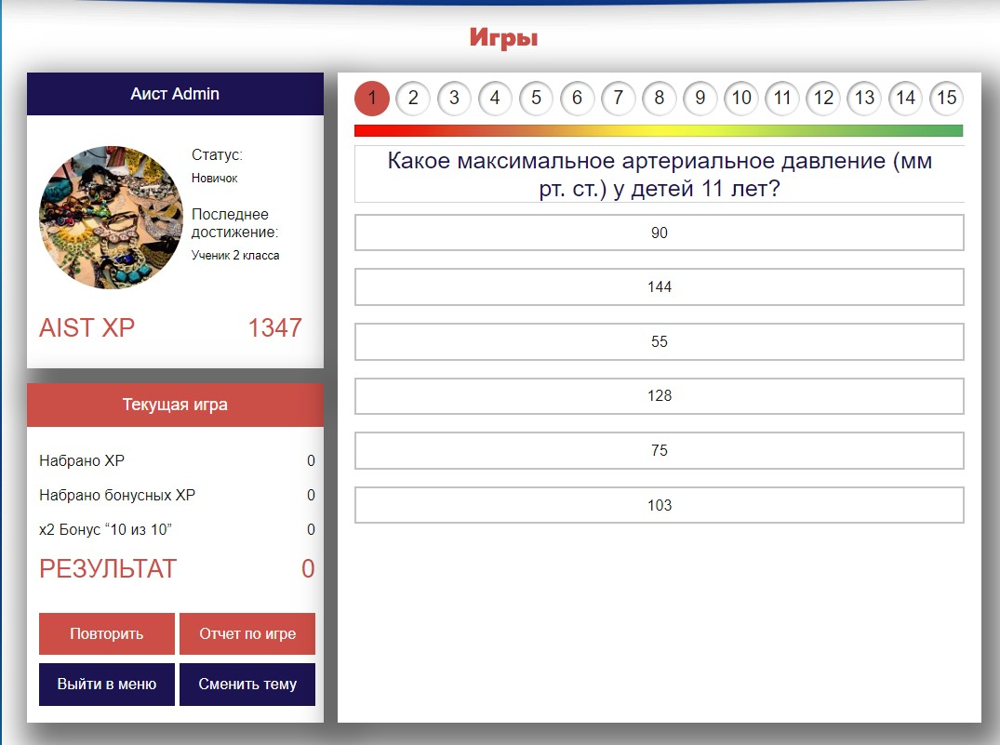 Игры
Аист Admin
Статус:
Новичок
Последнее
достижение:
Ученик 2 класса
AIST XP 1347
Текущая игра
Набрано XP 0
Набрано бонусных XP 0
x2 Бонус “10 из 10” 0
РЕЗУЛЬТАТ 0
Повторить Отчет по игре
Выйти в меню Сменить тему
1 2 3 4 5 6 7 8 9 10 11 12 13 14 15
Какое максимальное артериальное давление (мм
рт. ст.) у детей 11 лет?
90
144
55
128
75
103